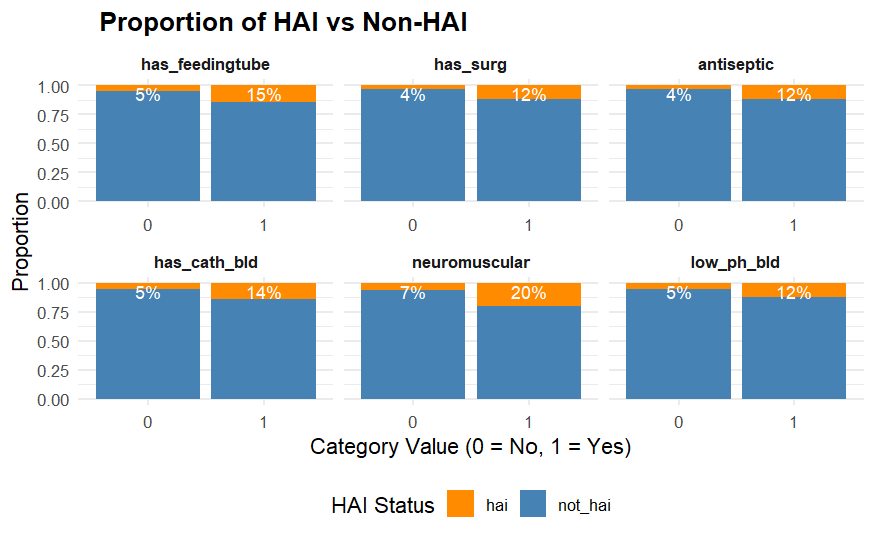 Proportion of HAI vs Non-HAI
has_feedingtube has_surg antiseptic
1.00
0.75
0.50
0.25
0.00
5% 15% 4% 12% 4% 12%
0 1 0 1 0 1
Proportion
has_cath_bld neuromuscular low_ph_bld
1.00
0.75
0.50
0.25
0.00
5% 14% 7% 20% 5% 12%
0 1 0 1 0 1
Category Value (0 = No, 1 = Yes)
HAI Status hai not_hai